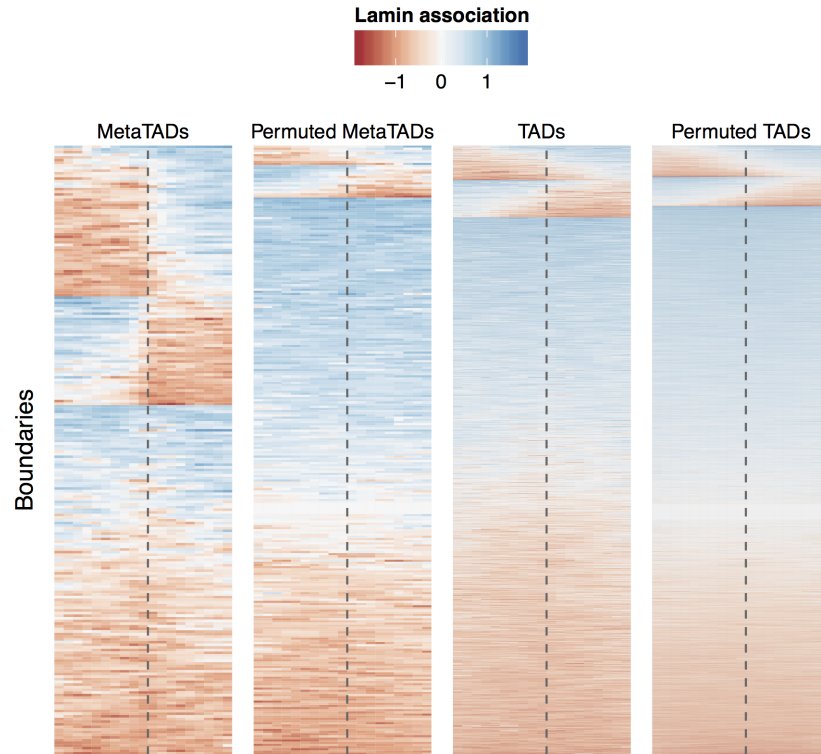 Lamin association
−1 0 1
MetaTADs Permuted MetaTADs TADs Permuted TADs
Boundaries